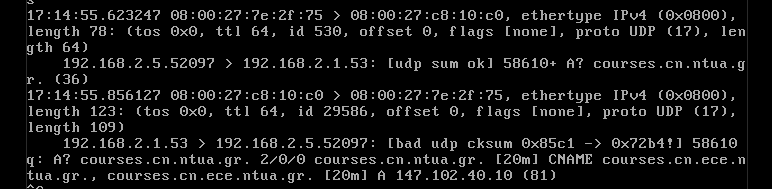 s
17:14:55.623247 08:00:27:7e:2f:75 > 08:00:27:c8:10:c0, ethertype IPv4 (0x0800),
length 78: (tos 0x0, ttl 64, id 530, offset 0, flags [none], proto UDP (17), len
gth 64)
192.168.2.5.52097 > 192.168.2.1.53: [udp sum ok] 58610+ A? courses.cn.ntua.g
r. (36)
17:14:55.856127 08:00:27:c8:10:c0 > 08:00:27:7e:2f:75, ethertype IPv4 (0x0800),
length 123: (tos 0x0, ttl 64, id 29586, offset 0, flags [none], proto UDP (17),
length 109)
192.168.2.1.53 > 192.168.2.5.52097: [bad udp cksum 0x85c1 -> 0x72b4!] 58610
q: A? courses.cn.ntua.gr. 2/0/0 courses.cn.ntua.gr. [20m] CNAME courses.cn.ece.n
tua.gr., courses.cn.ece.ntua.gr. [20m] A 147.102.40.10 (81)